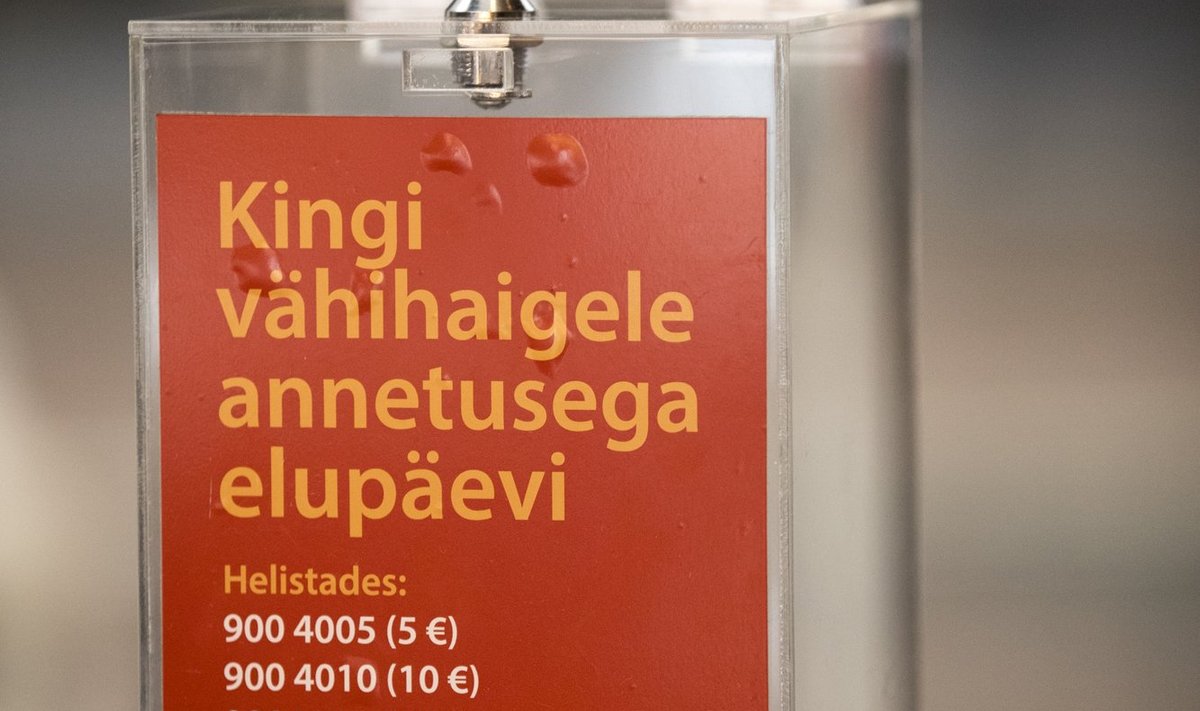 Kingi
vähihaigele
annetusega
elupäevi
Helistades:
900 4005 (5 €)
900 4010 (10 €)